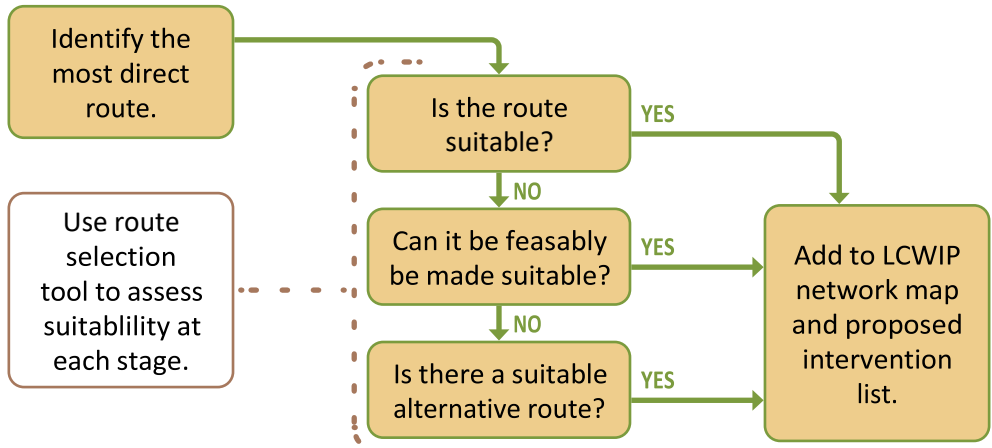 Identify the
most direct
route.
Is the route
suitable?
YES
NO
Use route
selection
tool to assess
suitablility at
each stage.
Can it be feasably
be made suitable?
YES
NO
Add to LCWIP
network map
and proposed
intervention
list.
Is there a suitable
alternative route?
YES